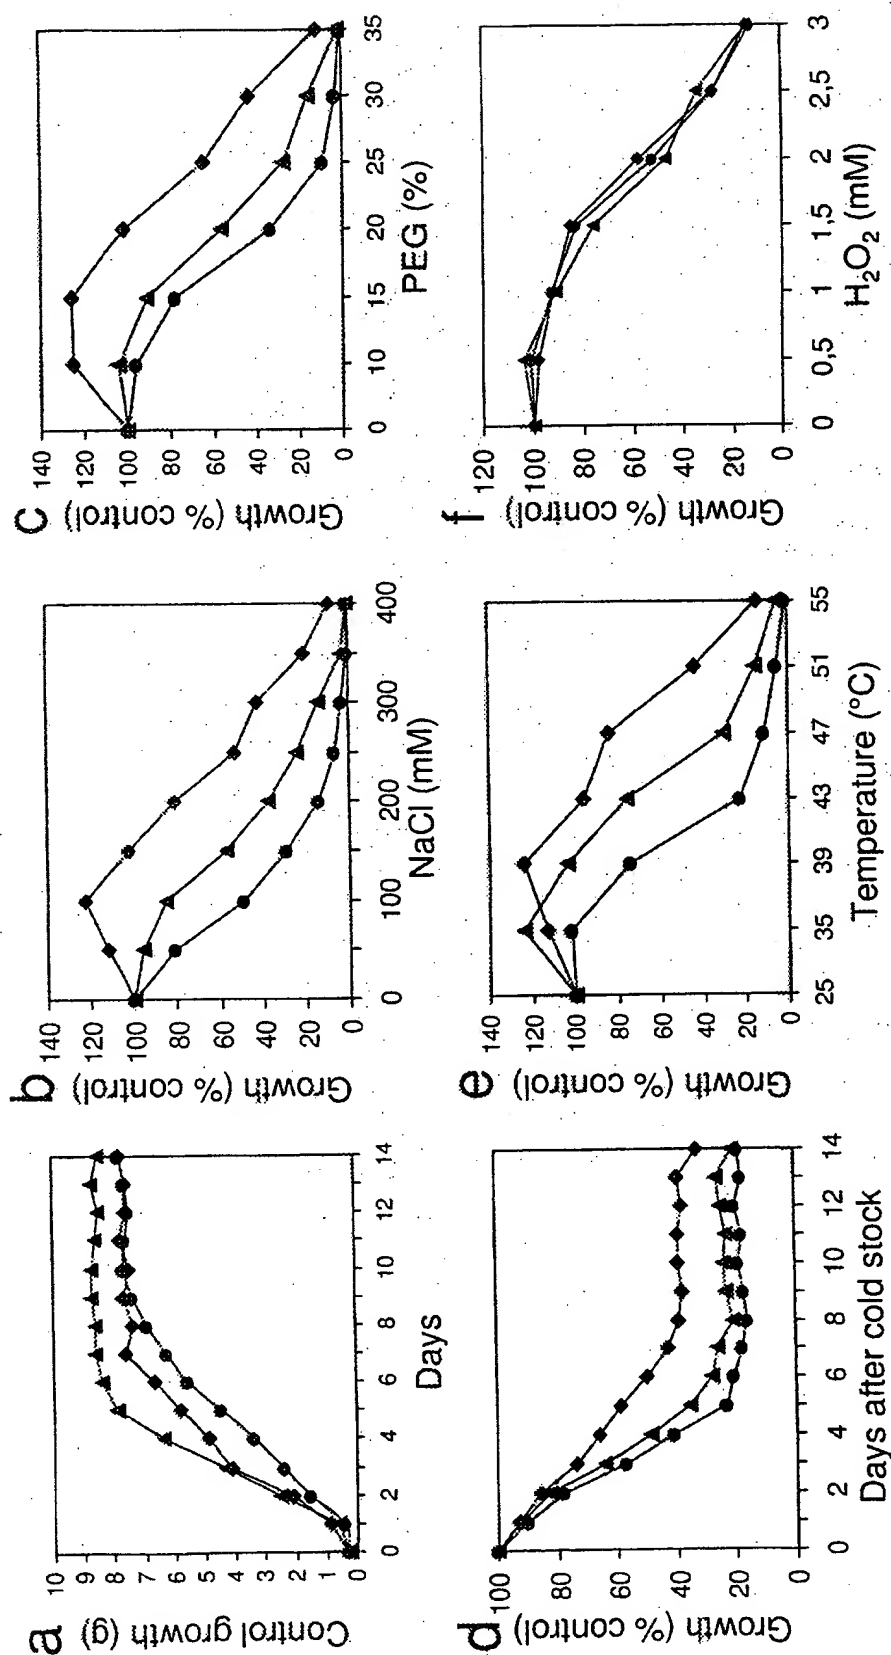 a
Control growth (g)
10
9
8
7
6
5
4
3
2
1
0
0 2 4 6 8 10 12 14
Days
b
Growth (% control)
140
120
100
80
60
40
20
0
0 100 200 300 400
NaCl (mM)
c
Growth (% control)
140
120
100
80
60
40
20
0
0 10 15 20 25 30 35
PEG (%)
d
Growth (% control)
100
80
60
40
20
0
0 2 4 6 8 10 12 14
Days after cold stock
e
Growth (% control)
140
120
100
80
60
40
20
0
25 35 39 43 47 51 55
Temperature (°C)
f
Growth (% control)
120
100
80
60
40
20
0
0 0,5 1 1,5 2 2,5 3
H₂O₂ (mM)